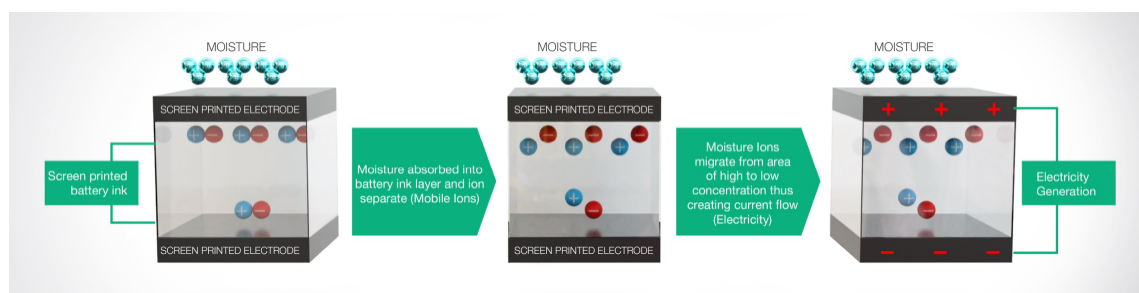 MOISTURE
SCREEN PRINTED ELECTRODE
Screen printed
battery ink
SCREEN PRINTED ELECTRODE
Moisture absorbed into
battery ink layer and ion
separate (Mobile Ions)
MOISTURE
SCREEN PRINTED ELECTRODE
SCREEN PRINTED ELECTRODE
Moisture Ions
migrate from area
of high to low
concentration thus
creating current flow
(Electricity)
MOISTURE
+ + +
− − −
Electricity
Generation